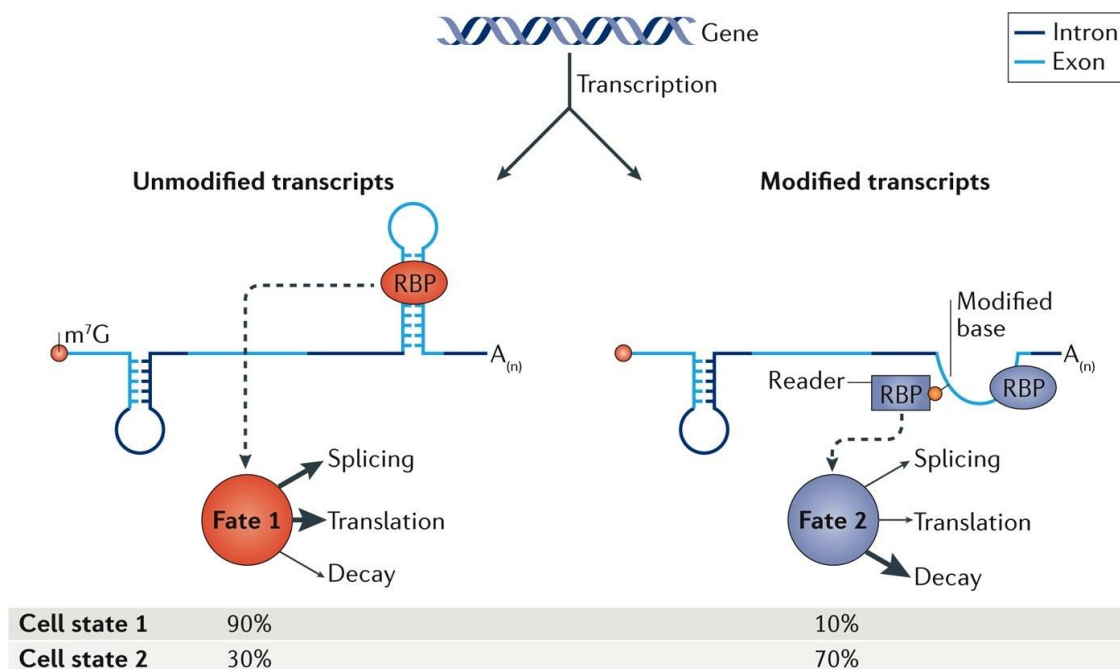 Gene
Intron
Exon
Transcription
Unmodified transcripts
Modified transcripts
RBP
m⁷G
A(n)
Modified
base
Reader
RBP
RBP
A(n)
Fate 1
Splicing
Translation
Decay
Fate 2
Splicing
Translation
Decay
Cell state 1 90% 10%
Cell state 2 30% 70%